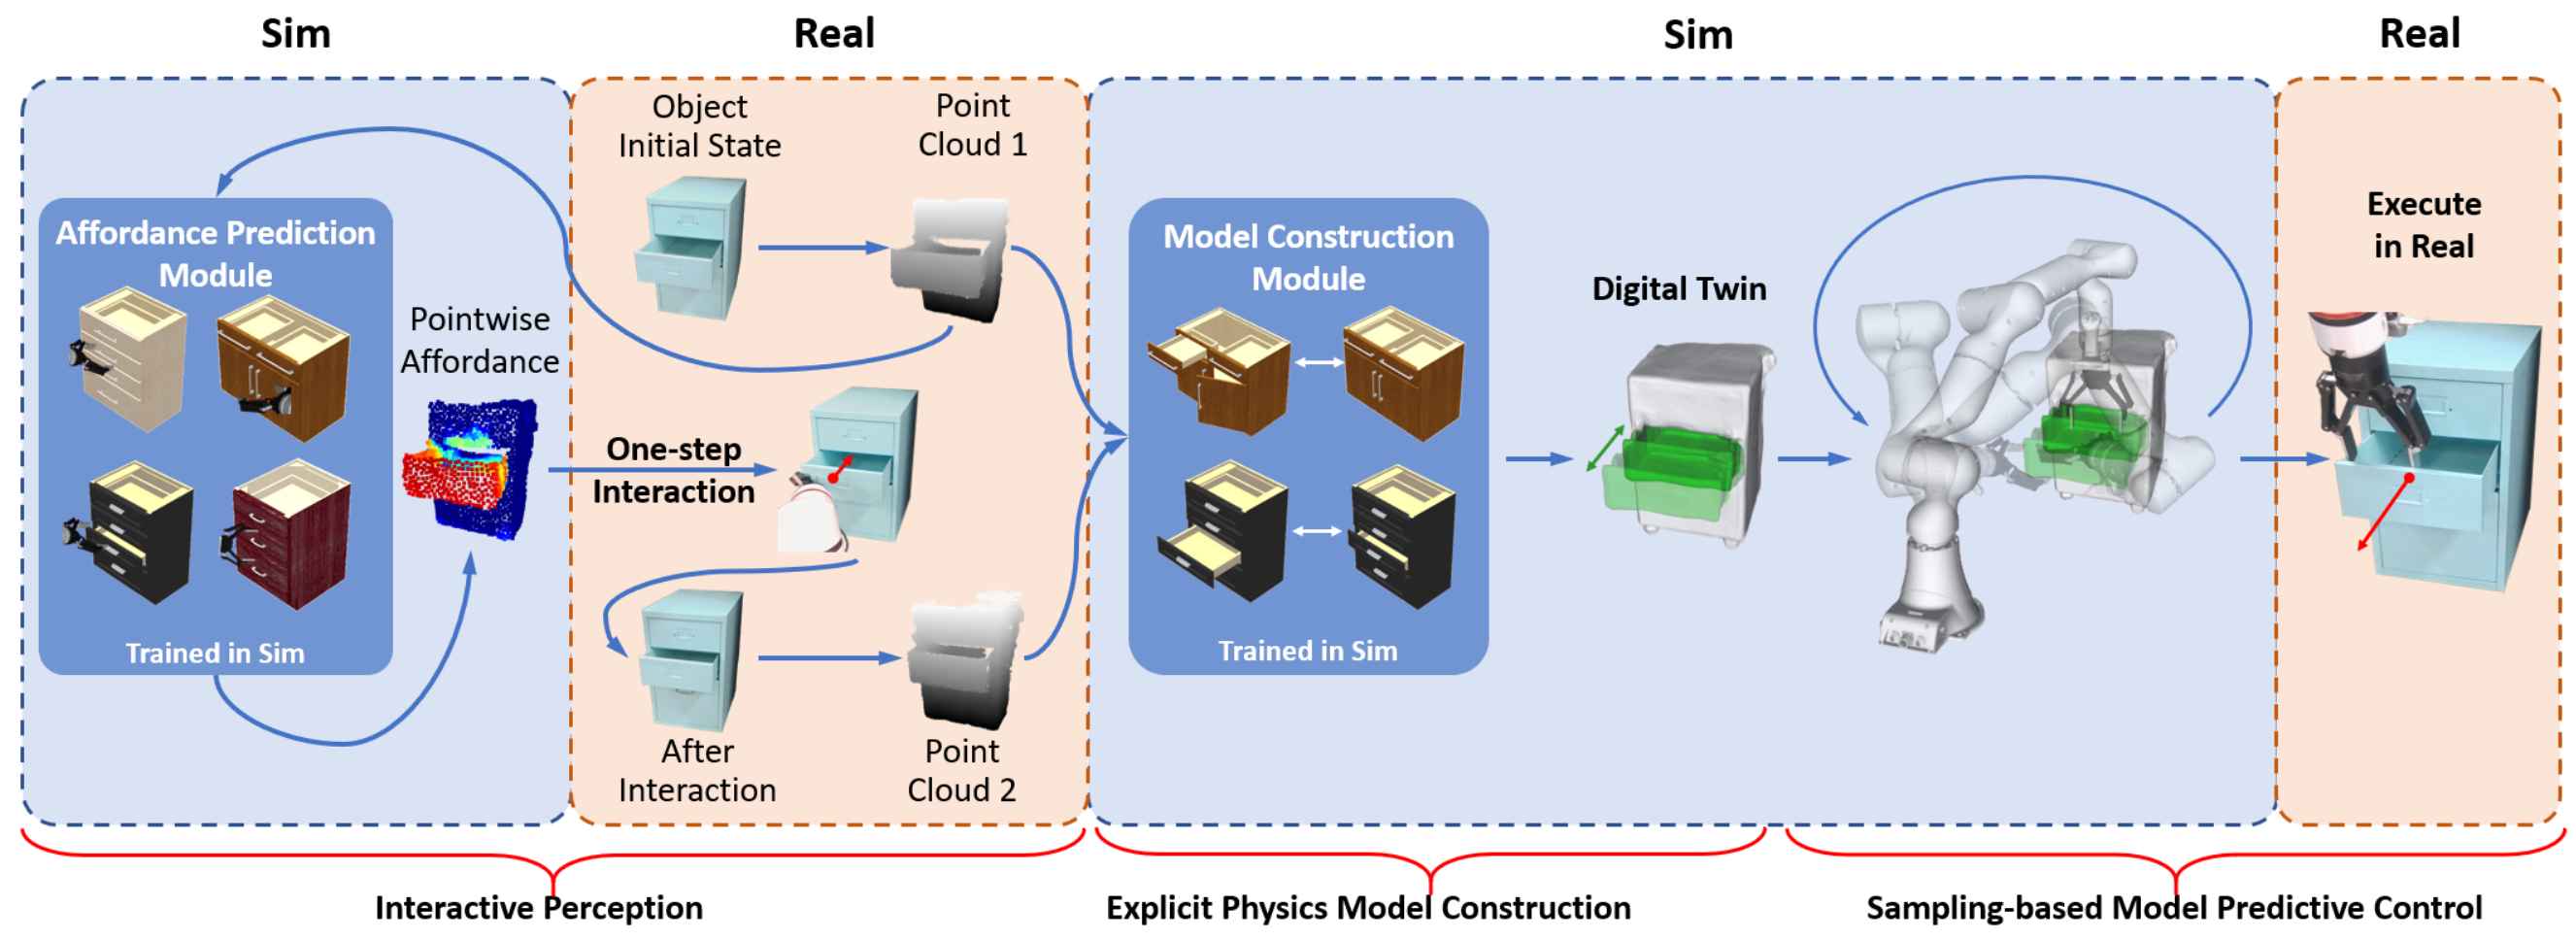 Sim
Real
Sim
Real
Object
Initial State
Point
Cloud 1
Affordance Prediction
Module
Trained in Sim
Pointwise
Affordance
One-step
Interaction
After
Interaction
Point
Cloud 2
Model Construction
Module
Trained in Sim
Digital Twin
Execute
in Real
Interactive Perception
Explicit Physics Model Construction
Sampling-based Model Predictive Control